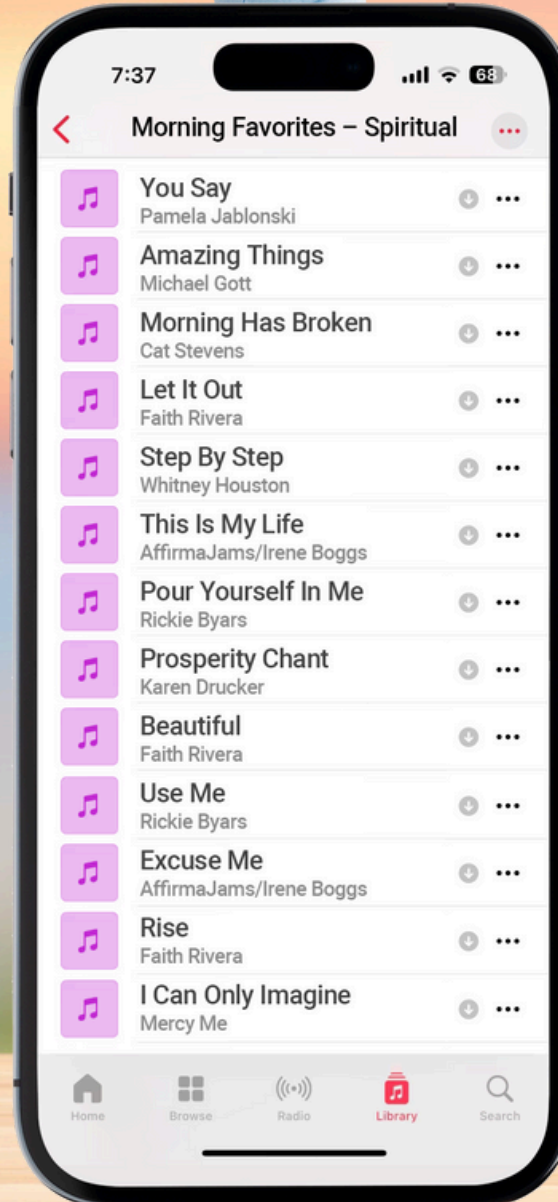 7:37
68
Morning Favorites – Spiritual
You Say
Pamela Jablonski
Amazing Things
Michael Gott
Morning Has Broken
Cat Stevens
Let It Out
Faith Rivera
Step By Step
Whitney Houston
This Is My Life
AffirmaJams/Irene Boggs
Pour Yourself In Me
Rickie Byars
Prosperity Chant
Karen Drucker
Beautiful
Faith Rivera
Use Me
Rickie Byars
Excuse Me
AffirmaJams/Irene Boggs
Rise
Faith Rivera
I Can Only Imagine
Mercy Me
Home Browse Radio Library Search